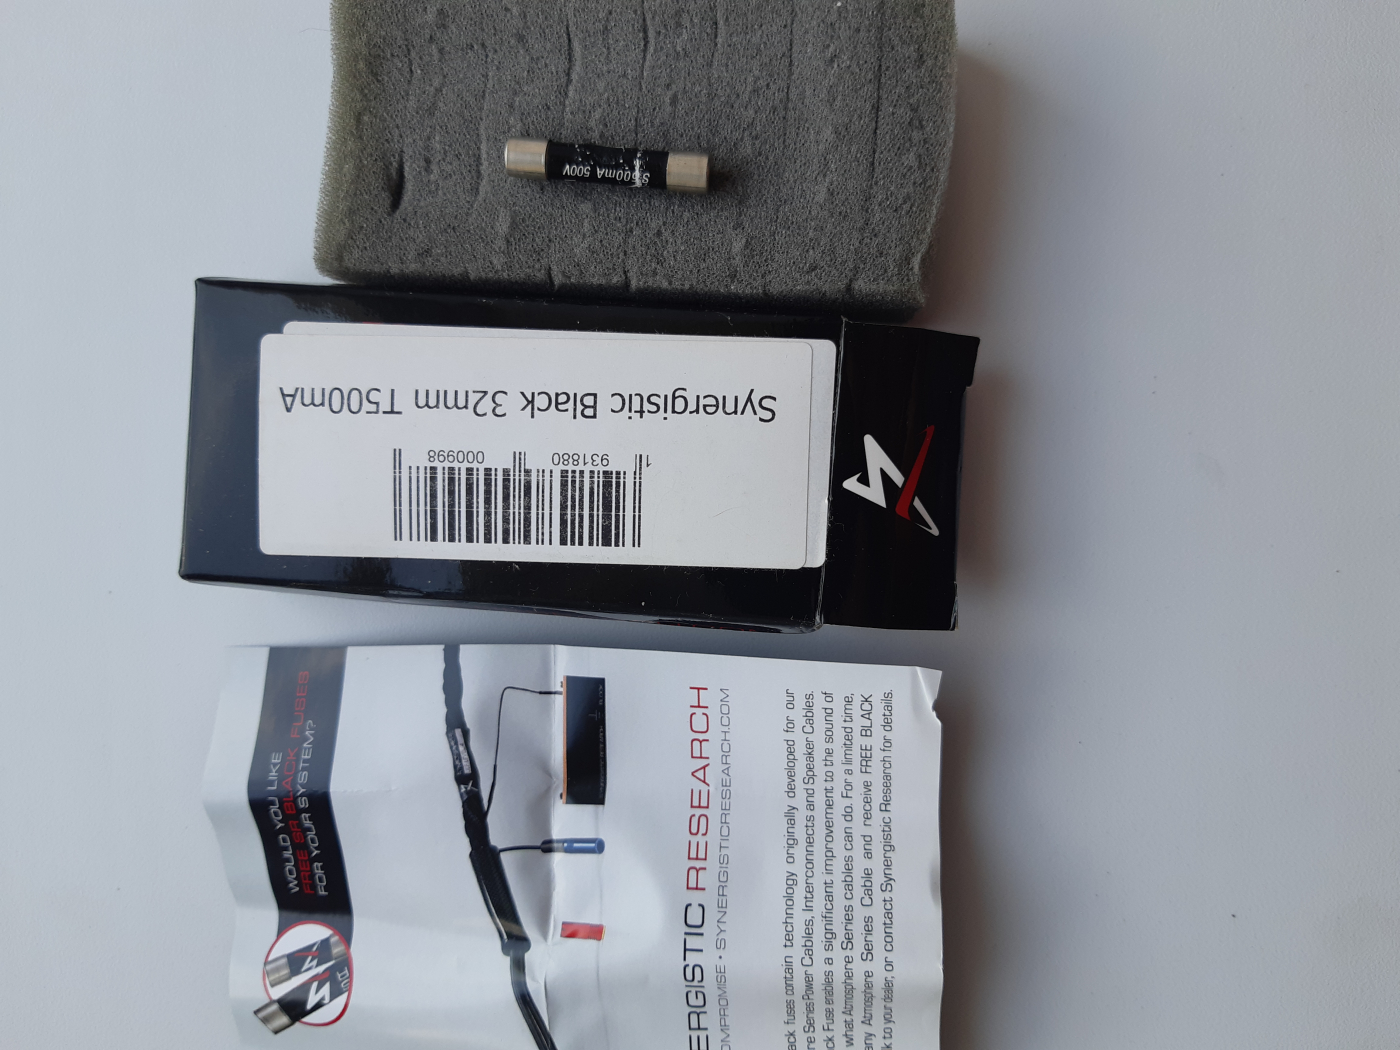 S 500mA 500V
Synergistic Black 32mm T500mA
1 931880 000998
WOULD YOU LIKE
FREE SR BLACK FUSES
FOR YOUR SYSTEM?
ERGISTIC RESEARCH
OMPROMISE • SYNERGISTICRESEARCH.COM
ack fuses contain technology originally developed for our
re Series Power Cables, Interconnects and Speaker Cables.
ck Fuse enables a significant improvement to the sound of
what Atmosphere Series cables can do. For a limited time,
any Atmosphere Series Cable and receive FREE BLACK
k to your dealer, or contact Synergistic Research for details.